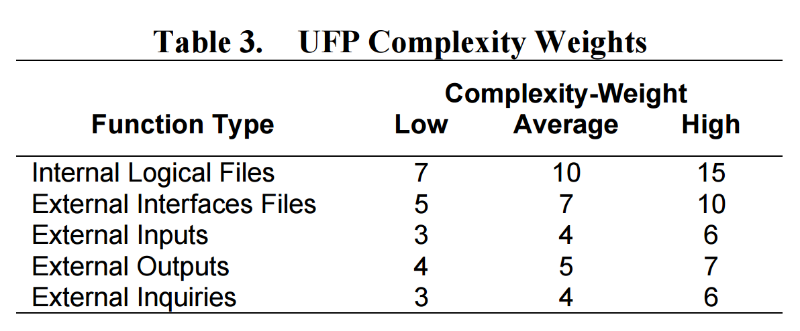 Table 3. UFP Complexity Weights
Complexity-Weight
Function Type Low Average High
Internal Logical Files 7 10 15
External Interfaces Files 5 7 10
External Inputs 3 4 6
External Outputs 4 5 7
External Inquiries 3 4 6